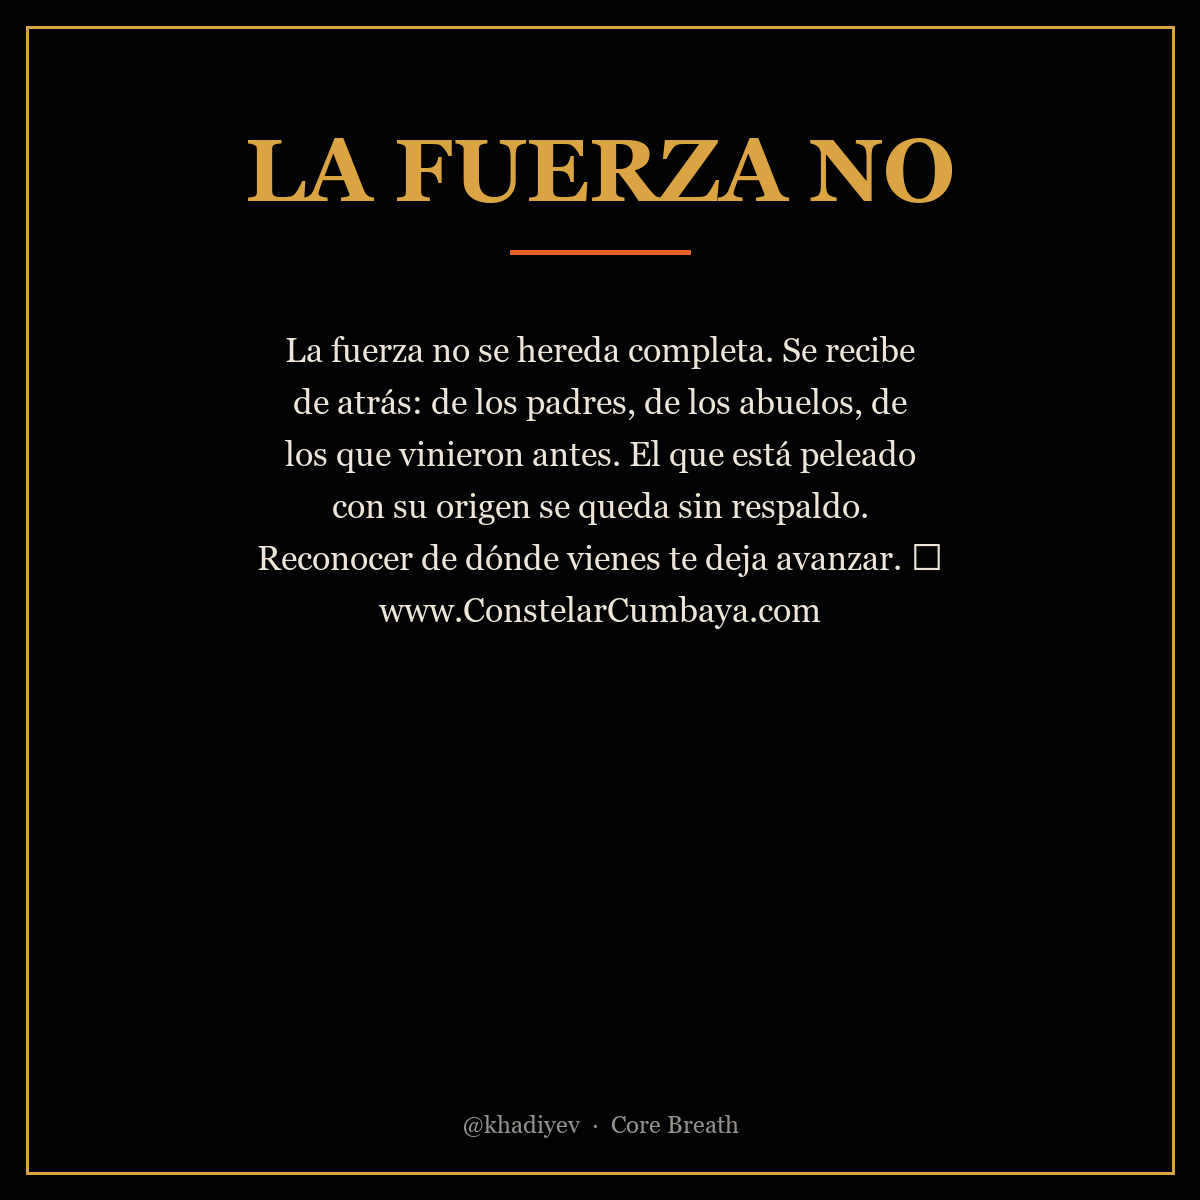 LA FUERZA NO
La fuerza no se hereda completa. Se recibe
de atrás: de los padres, de los abuelos, de
los que vinieron antes. El que está peleado
con su origen se queda sin respaldo.
Reconocer de dónde vienes te deja avanzar. □
www.ConstelarCumbaya.com
@khadiyev · Core Breath